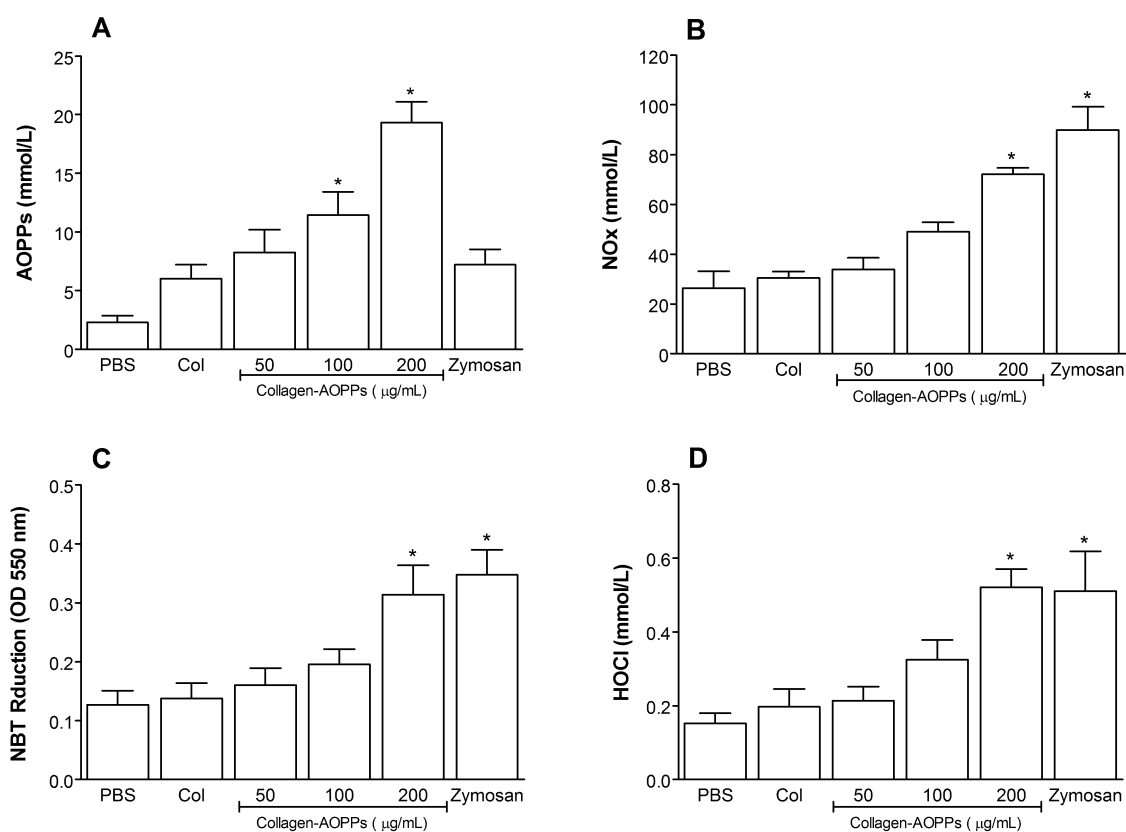 A
AOPPs (mmol/L)
25
20
15
10
5
0
*
*
PBS Col 50 100 200 Zymosan
Collagen-AOPPs ( μg/mL)
B
NOx (mmol/L)
120
100
80
60
40
20
0
*
*
PBS Col 50 100 200 Zymosan
Collagen-AOPPs ( μg/mL)
C
NBT Rduction (OD 550 nm)
0.5
0.4
0.3
0.2
0.1
0.0
*
*
PBS Col 50 100 200 Zymosan
Collagen-AOPPs ( μg/mL)
D
HOCl (mmol/L)
0.8
0.6
0.4
0.2
0.0
*
*
PBS Col 50 100 200 Zymosan
Collagen-AOPPs ( μg/mL)